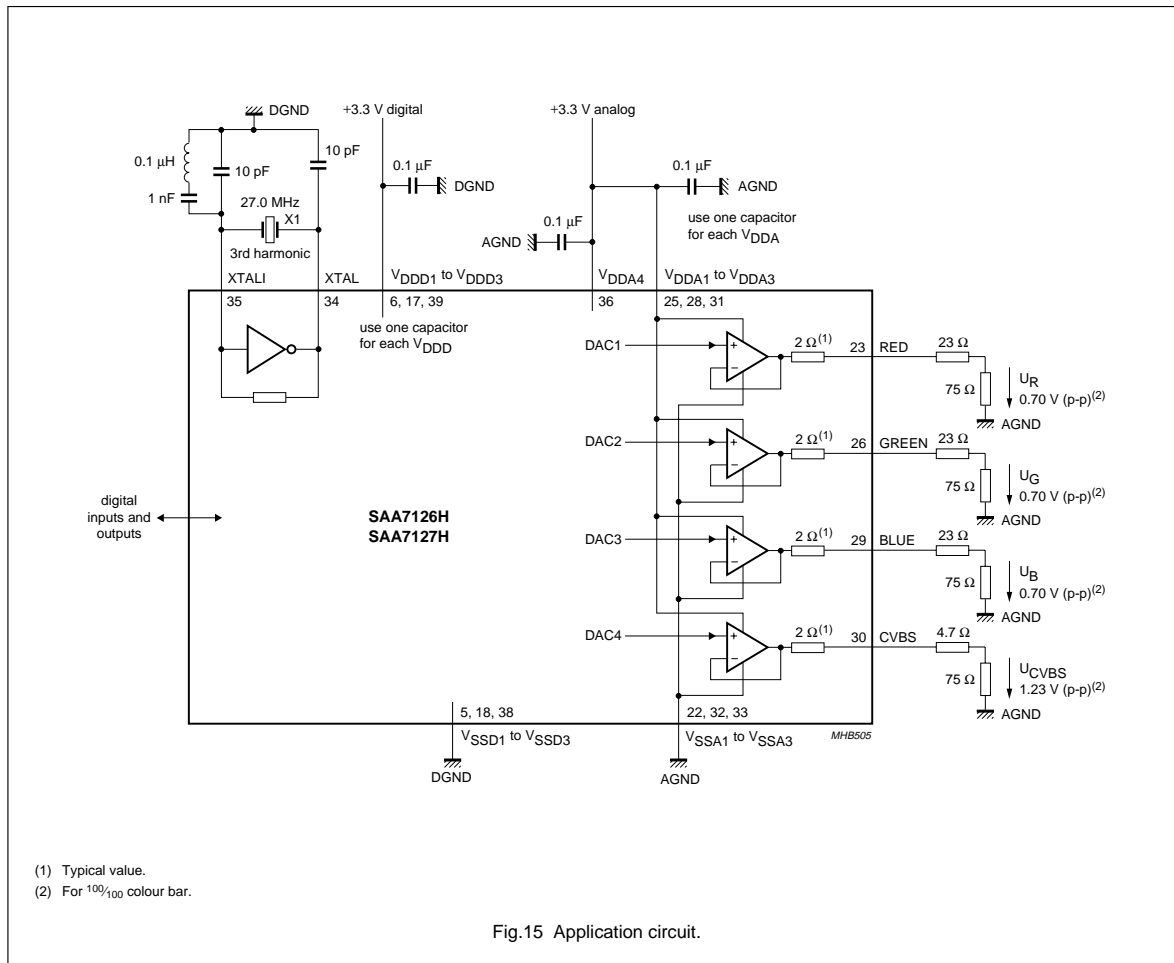 DGND
+3.3 V digital
+3.3 V analog
0.1 μH
10 pF
10 pF
1 nF
0.1 μF
DGND
0.1 μF
AGND
27.0 MHz
X1
3rd harmonic
0.1 μF
AGND
use one capacitor
for each VDDA
XTALI
XTAL
VDDD1 to VDDD3
VDDA4
VDDA1 to VDDA3
35
34
6, 17, 39
36
25, 28, 31
use one capacitor
for each VDDD
DAC1
+
−
2 Ω(1)
23
RED
23 Ω
75 Ω
UR
0.70 V (p-p)(2)
AGND
DAC2
+
−
2 Ω(1)
26
GREEN
23 Ω
75 Ω
UG
0.70 V (p-p)(2)
AGND
digital
inputs and
outputs
SAA7126H
SAA7127H
DAC3
+
−
2 Ω(1)
29
BLUE
23 Ω
75 Ω
UB
0.70 V (p-p)(2)
AGND
DAC4
+
−
2 Ω(1)
30
CVBS
4.7 Ω
75 Ω
UCVBS
1.23 V (p-p)(2)
AGND
5, 18, 38
VSSD1 to VSSD3
DGND
22, 32, 33
VSSA1 to VSSA3
AGND
MHB505
(1) Typical value.
(2) For 100/100 colour bar.
Fig.15 Application circuit.